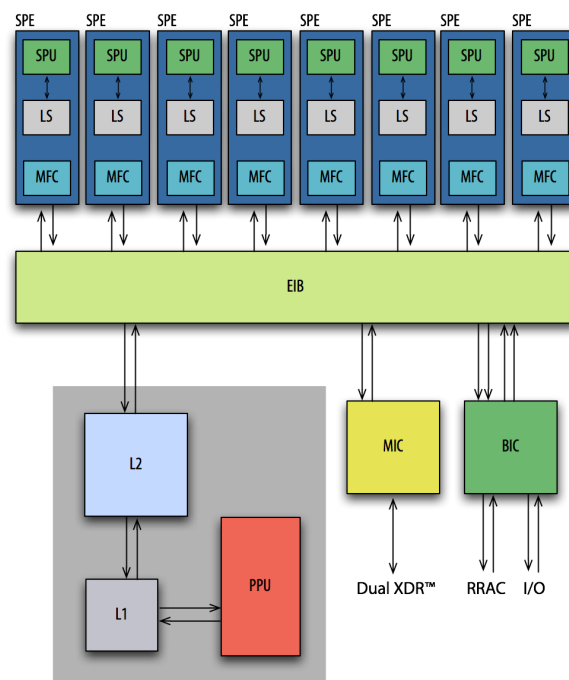 SPE SPE SPE SPE SPE SPE SPE SPE
SPU SPU SPU SPU SPU SPU SPU SPU
LS LS LS LS LS LS LS LS
MFC MFC MFC MFC MFC MFC MFC MFC
EIB
L2 MIC BIC
PPU
Dual XDR™ RRAC I/O
L1